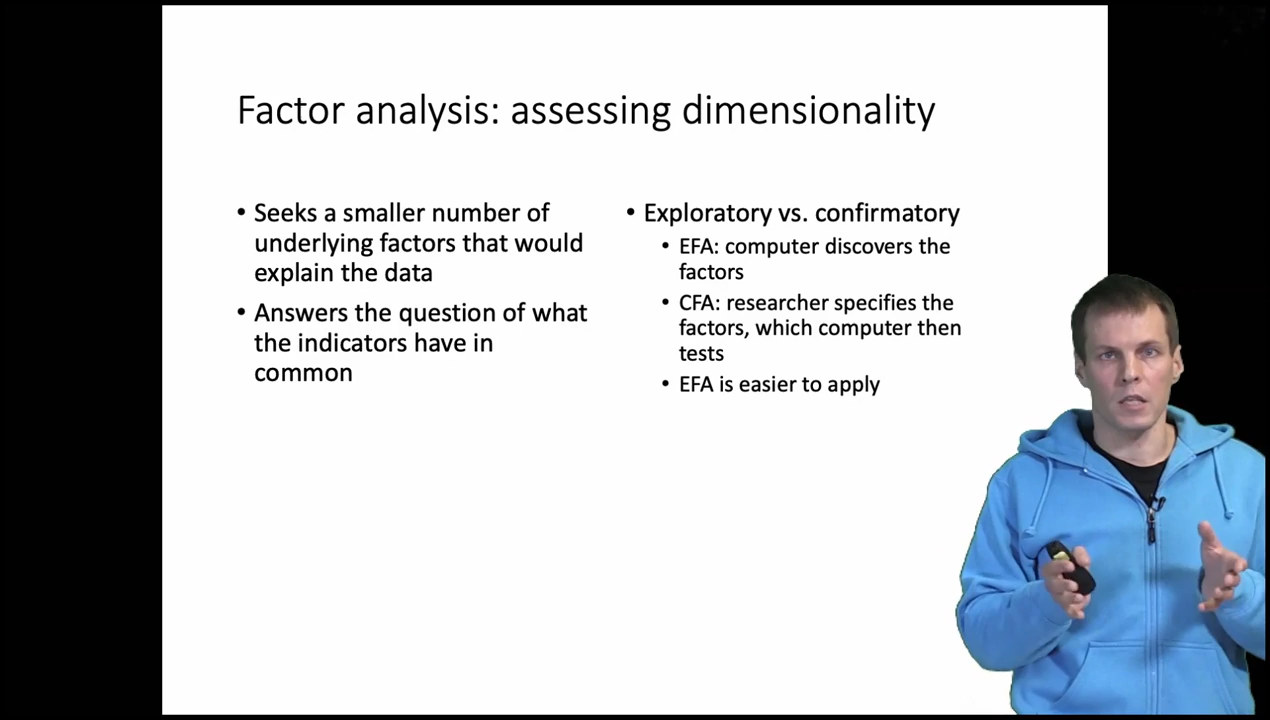 Factor analysis: assessing dimensionality
• Seeks a smaller number of
underlying factors that would
explain the data
• Answers the question of what
the indicators have in
common
• Exploratory vs. confirmatory
• EFA: computer discovers the
factors
• CFA: researcher specifies the
factors, which computer then
tests
• EFA is easier to apply